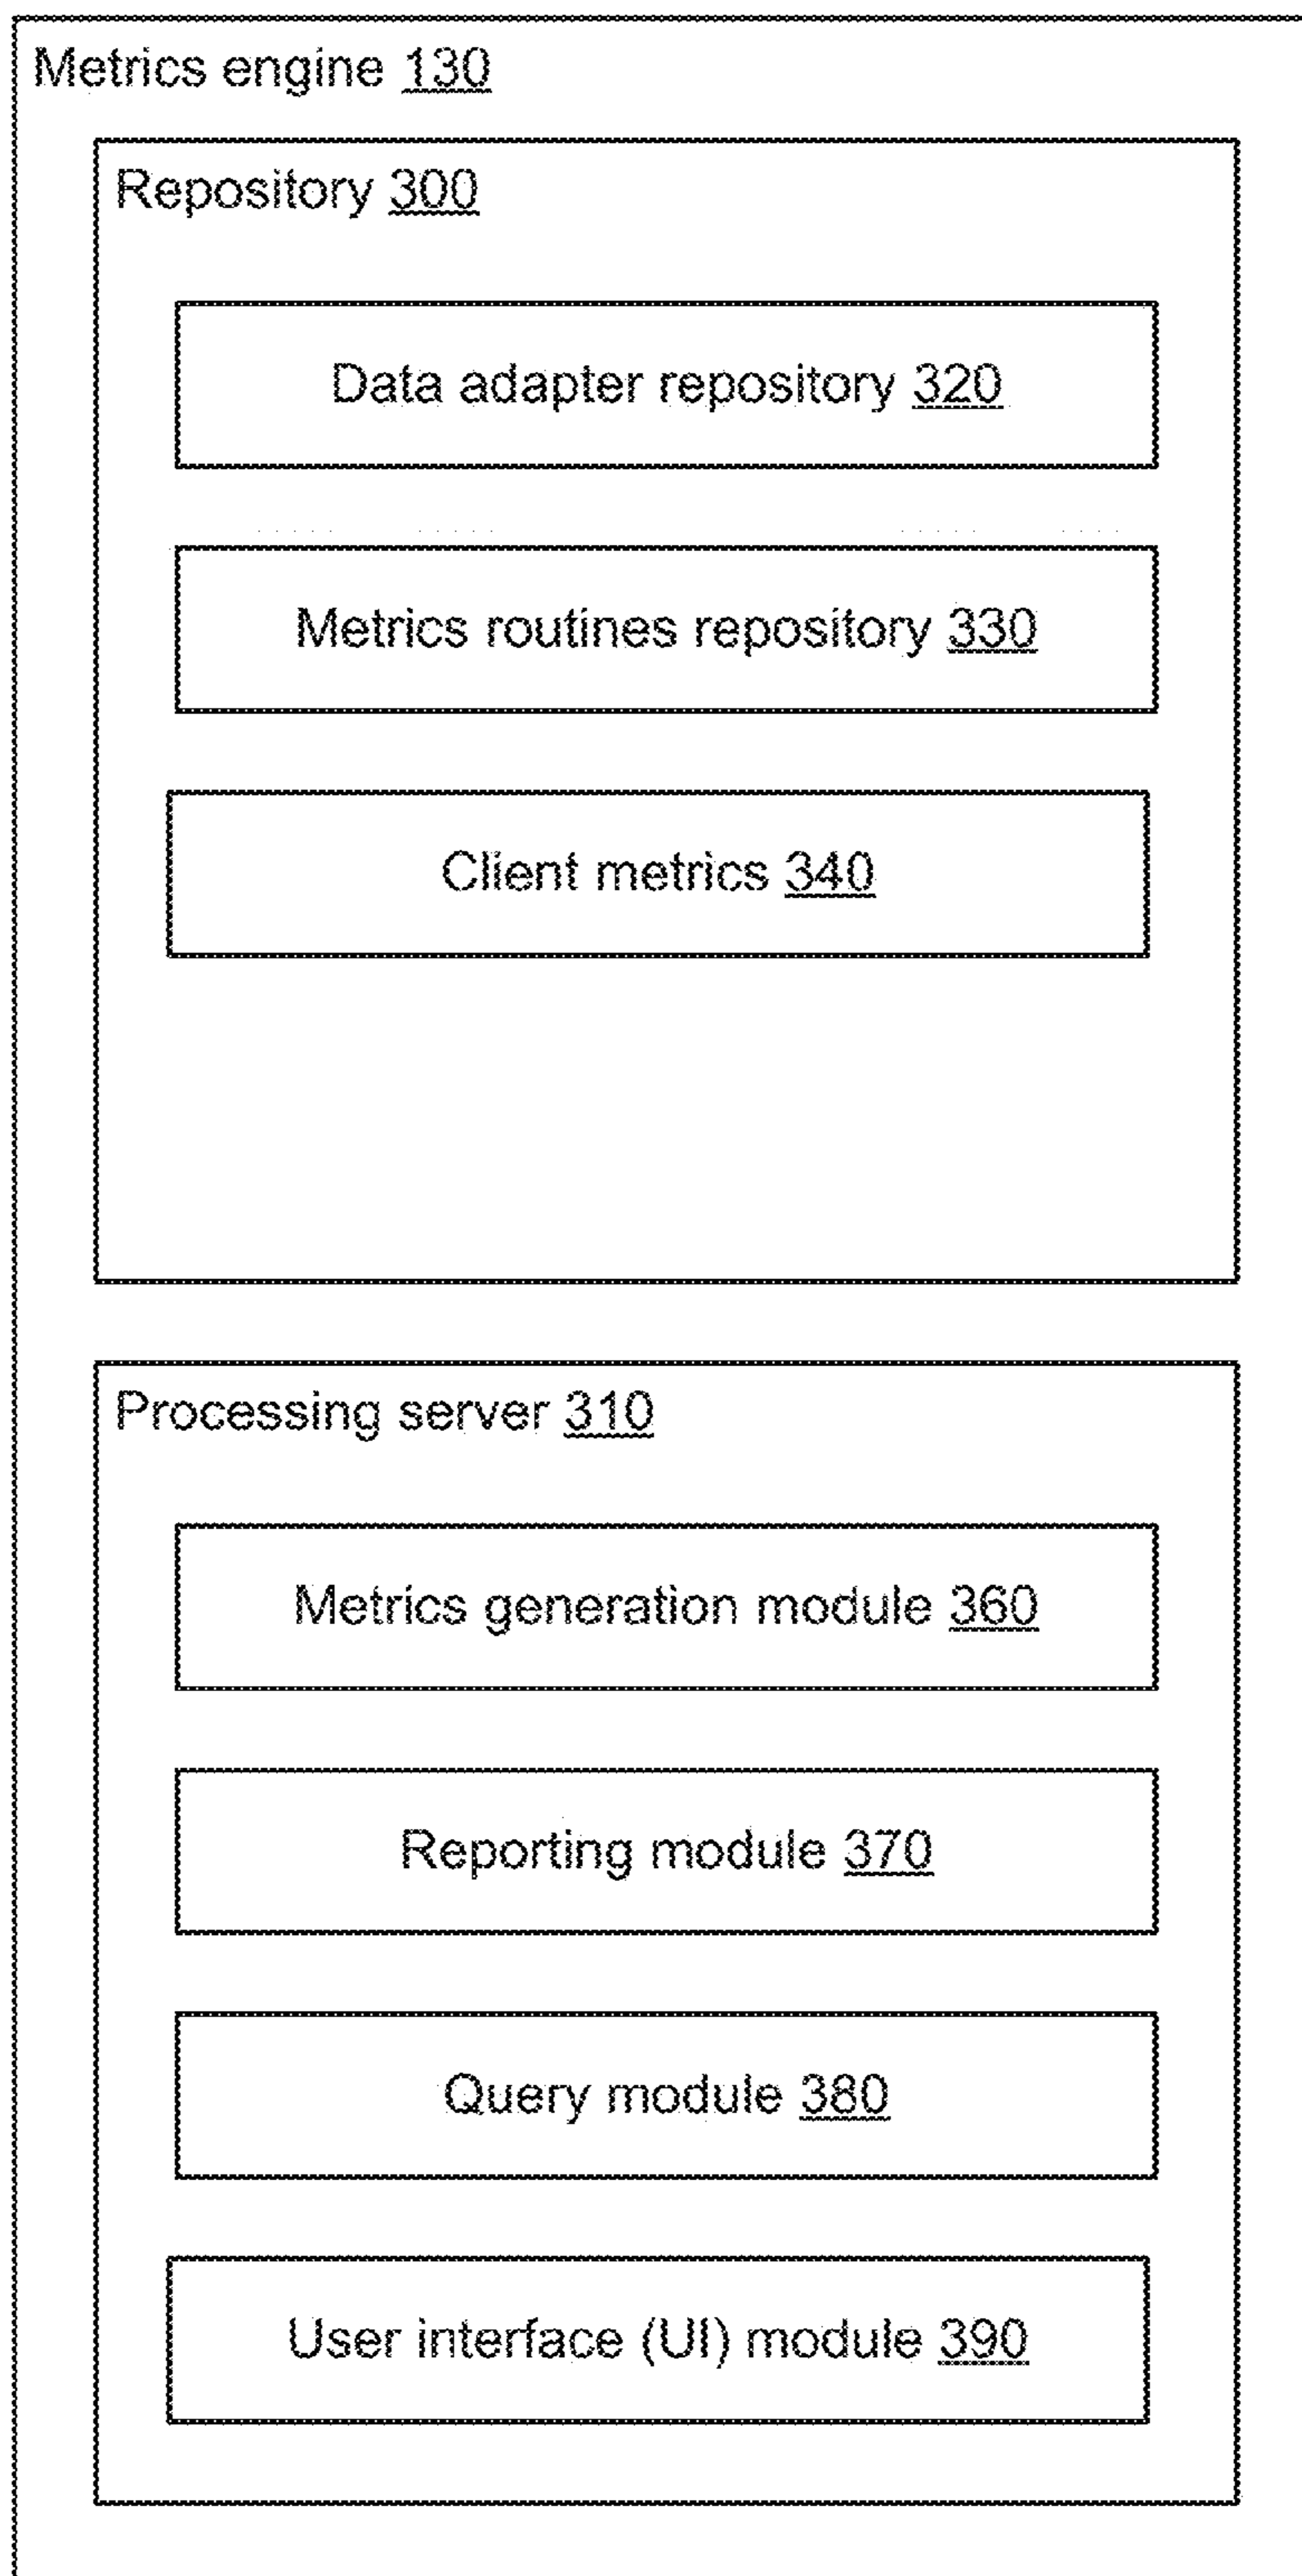 Metrics engine 130
Repository 300
Data adapter repository 320
Metrics routines repository 330
Client metrics 340
Processing server 310
Metrics generation module 360
Reporting module 370
Query module 380
User interface (UI) module 390